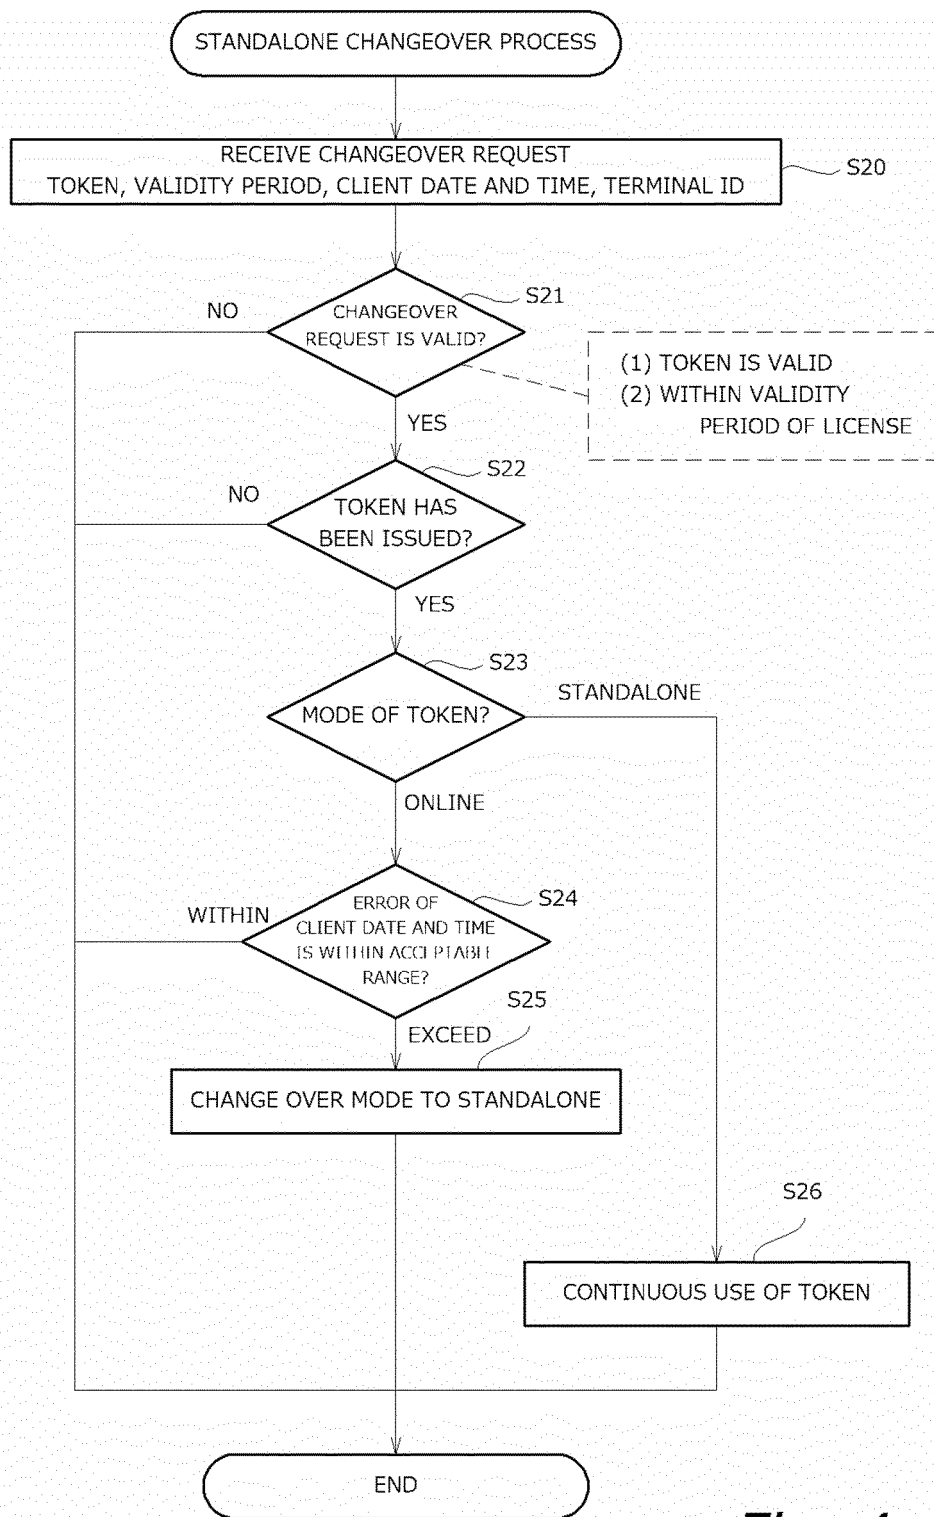 STANDALONE CHANGEOVER PROCESS
RECEIVE CHANGEOVER REQUEST
TOKEN, VALIDITY PERIOD, CLIENT DATE AND TIME, TERMINAL ID
S20
S21
NO
CHANGEOVER
REQUEST IS VALID?
(1) TOKEN IS VALID
(2) WITHIN VALIDITY
PERIOD OF LICENSE
YES
S22
NO
TOKEN HAS
BEEN ISSUED?
YES
S23
STANDALONE
MODE OF TOKEN?
ONLINE
S24
WITHIN
ERROR OF
CLIENT DATE AND TIME
IS WITHIN ACCEPTABLE
RANGE?
S25
EXCEED
CHANGE OVER MODE TO STANDALONE
S26
CONTINUOUS USE OF TOKEN
END